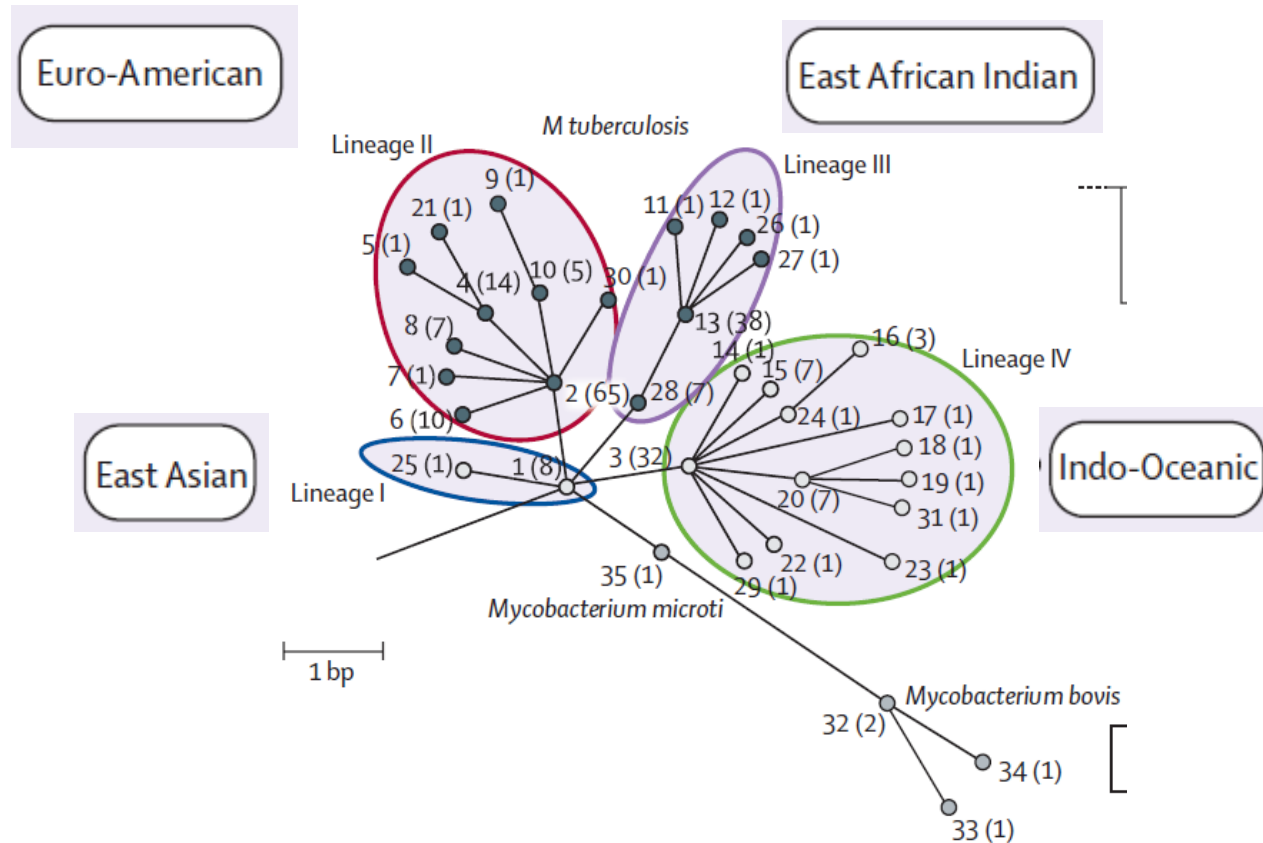 Euro-American
East African Indian
M tuberculosis
Lineage II
Lineage III
9 (1)
21 (1)
11 (1)
12 (1)
26 (1)
5 (1)
27 (1)
4 (14)
10 (5)
30 (1)
13 (38)
8 (7)
14 (1)
16 (3)
Lineage IV
7 (1)
2 (65)
28 (7)
15 (7)
6 (10)
24 (1)
17 (1)
18 (1)
East Asian
25 (1)
1 (8)
3 (32)
Indo-Oceanic
Lineage I
20 (7)
19 (1)
31 (1)
35 (1)
29 (1)
22 (1)
23 (1)
Mycobacterium microti
1 bp
Mycobacterium bovis
32 (2)
34 (1)
33 (1)